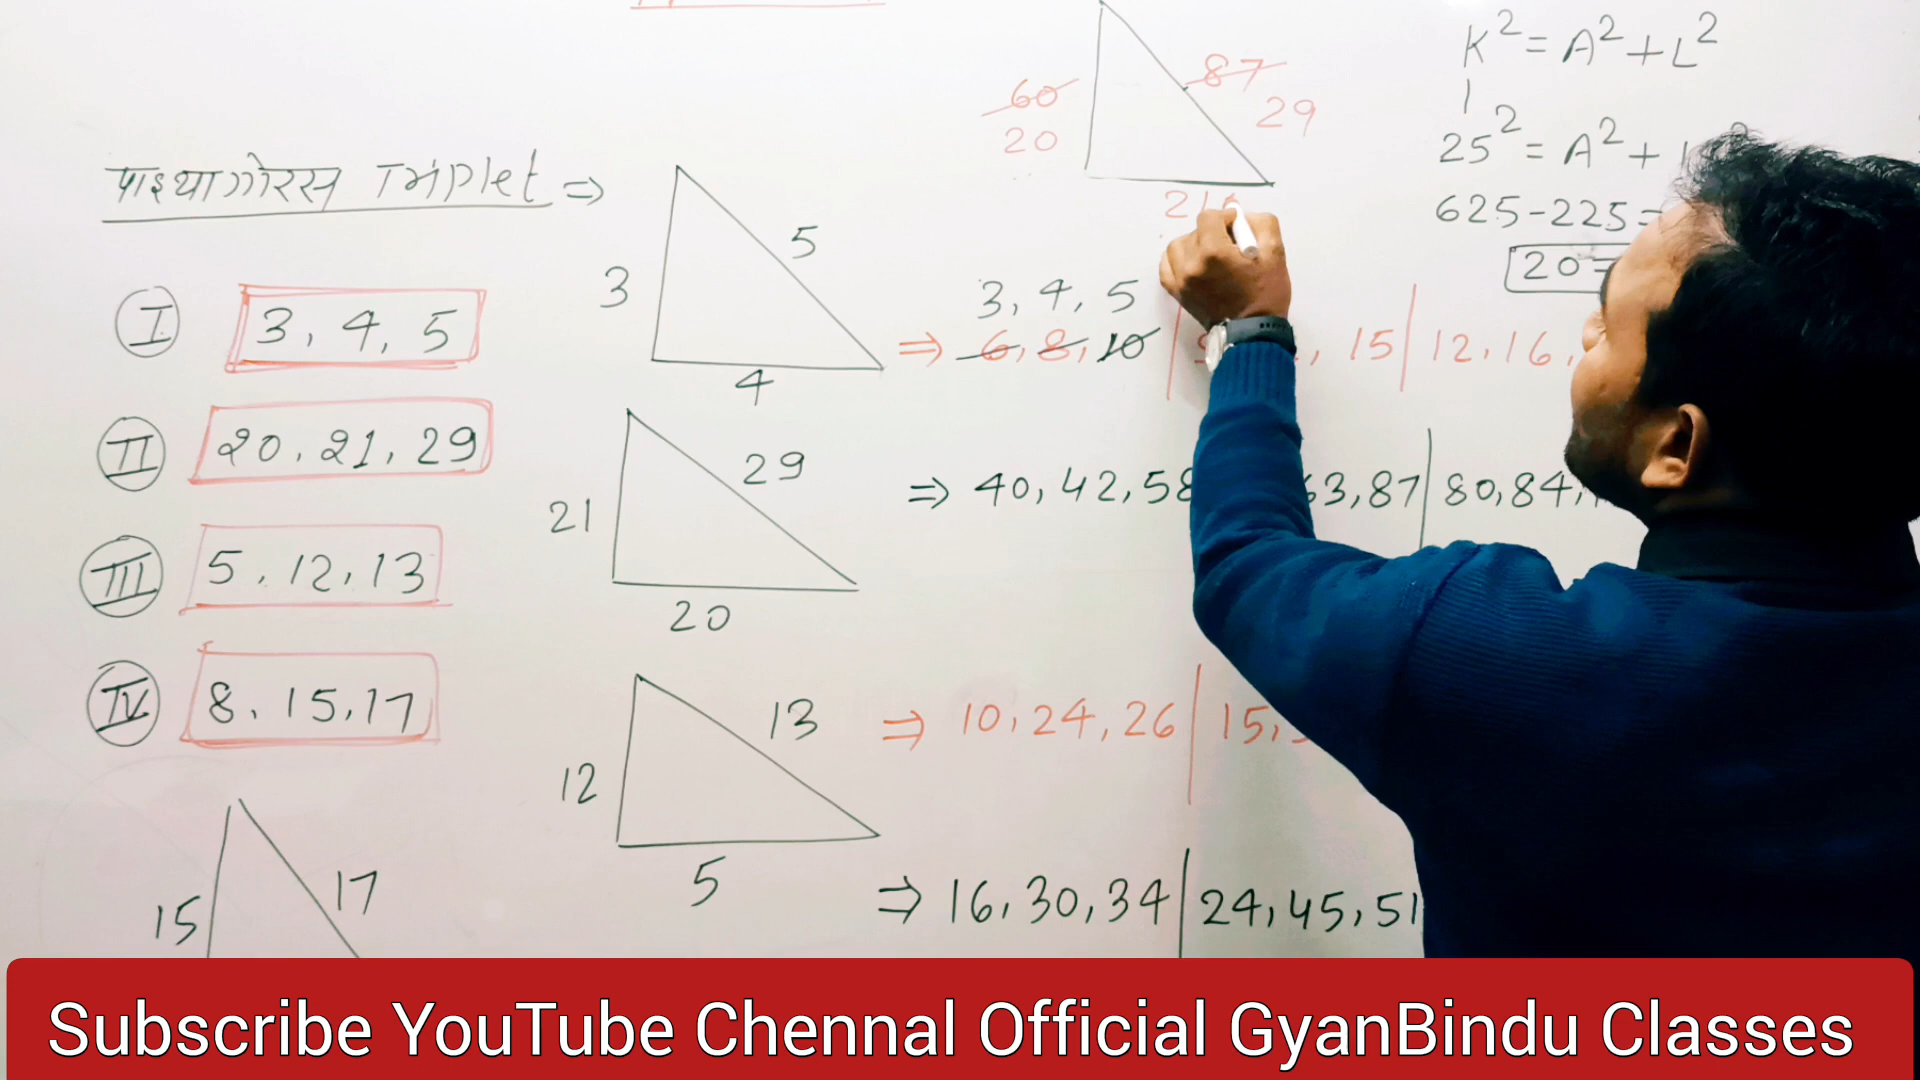 K² = A² + L²
87
60
29
20
25² = A² +
625-225=
20=
पाइथागोरस Triplet ⇒
5
3
4
I 3, 4, 5
3, 4, 5
⇒ 6, 8, 10 | , 15 | 12, 16,
II 20, 21, 29
29
21
20
⇒ 40, 42, 58 63, 87 | 80, 84,
III 5, 12, 13
IV 8, 15, 17
13
12
5
⇒ 10, 24, 26 | 15,
17
15
⇒ 16, 30, 34 | 24, 45, 51
Subscribe YouTube Chennal Official GyanBindu Classes